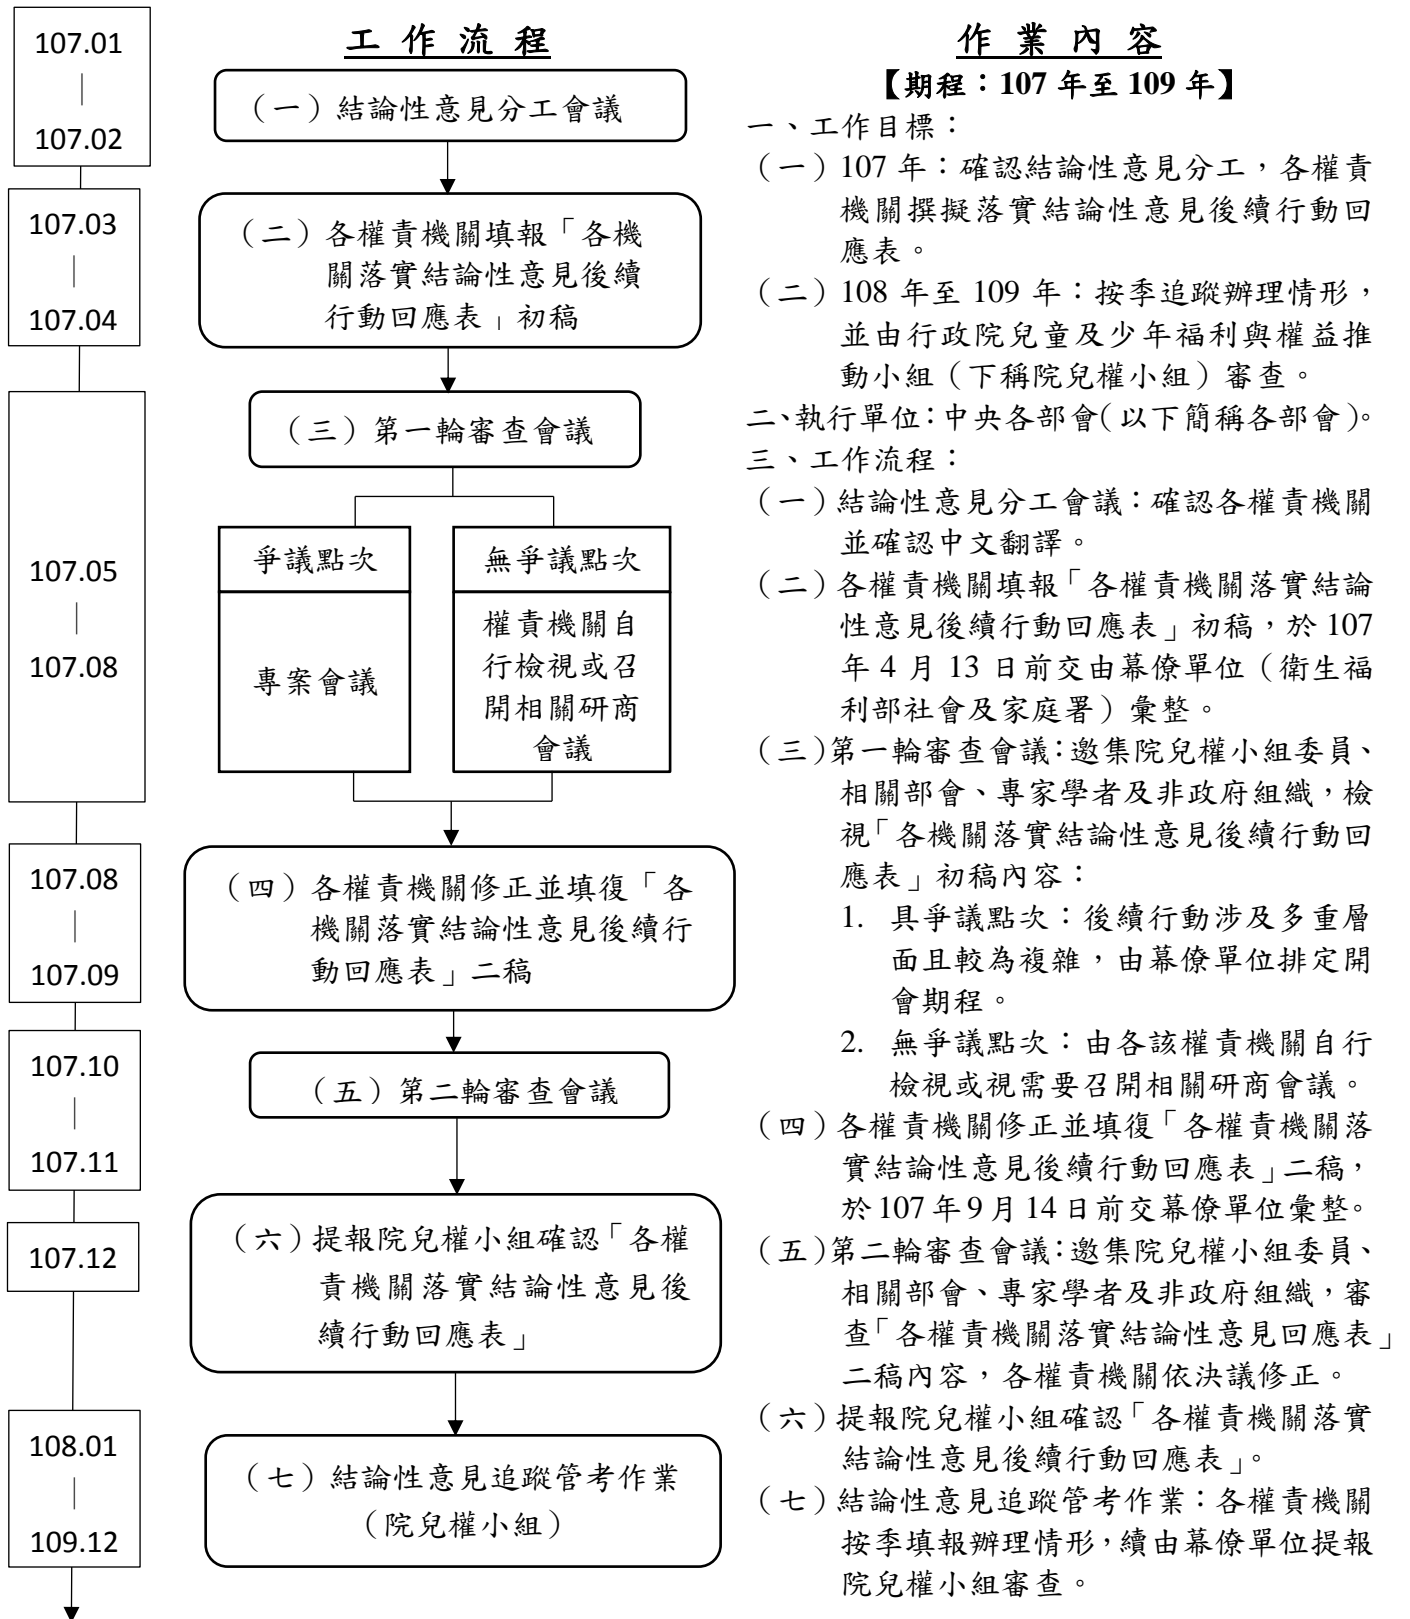 107.01
|
107.02
107.03
|
107.04
107.05
|
107.08
107.08
|
107.09
107.10
|
107.11
107.12
108.01
|
109.12
工作流程
（一）結論性意見分工會議
（二）各權責機關填報「各機
關落實結論性意見後續
行動回應表」初稿
（三）第一輪審查會議
爭議點次
專案會議
無爭議點次
權責機關自
行檢視或召
開相關研商
會議
（四）各權責機關修正並填復「各
機關落實結論性意見後續行
動回應表」二稿
（五）第二輪審查會議
（六）提報院兒權小組確認「各權
責機關落實結論性意見後
續行動回應表」
（七）結論性意見追蹤管考作業
（院兒權小組）
作業內容
【期程：107 年至 109 年】
一、工作目標：
（一）107 年：確認結論性意見分工，各權責
機關撰擬落實結論性意見後續行動回
應表。
（二）108 年至 109 年：按季追蹤辦理情形，
並由行政院兒童及少年福利與權益推
動小組（下稱院兒權小組）審查。
二、執行單位：中央各部會（以下簡稱各部會）。
三、工作流程：
（一）結論性意見分工會議：確認各權責機關
並確認中文翻譯。
（二）各權責機關填報「各權責機關落實結論
性意見後續行動回應表」初稿，於 107
年 4 月 13 日前交由幕僚單位（衛生福
利部社會及家庭署）彙整。
（三）第一輪審查會議：邀集院兒權小組委員、
相關部會、專家學者及非政府組織，檢
視「各機關落實結論性意見後續行動回
應表」初稿內容：
1. 具爭議點次：後續行動涉及多重層
面且較為複雜，由幕僚單位排定開
會期程。
2. 無爭議點次：由各該權責機關自行
檢視或視需要召開相關研商會議。
（四）各權責機關修正並填復「各權責機關落
實結論性意見後續行動回應表」二稿，
於 107 年 9 月 14 日前交幕僚單位彙整。
（五）第二輪審查會議：邀集院兒權小組委員、
相關部會、專家學者及非政府組織，審
查「各權責機關落實結論性意見回應表」
二稿內容，各權責機關依決議修正。
（六）提報院兒權小組確認「各權責機關落實
結論性意見後續行動回應表」。
（七）結論性意見追蹤管考作業：各權責機關
按季填報辦理情形，續由幕僚單位提報
院兒權小組審查。